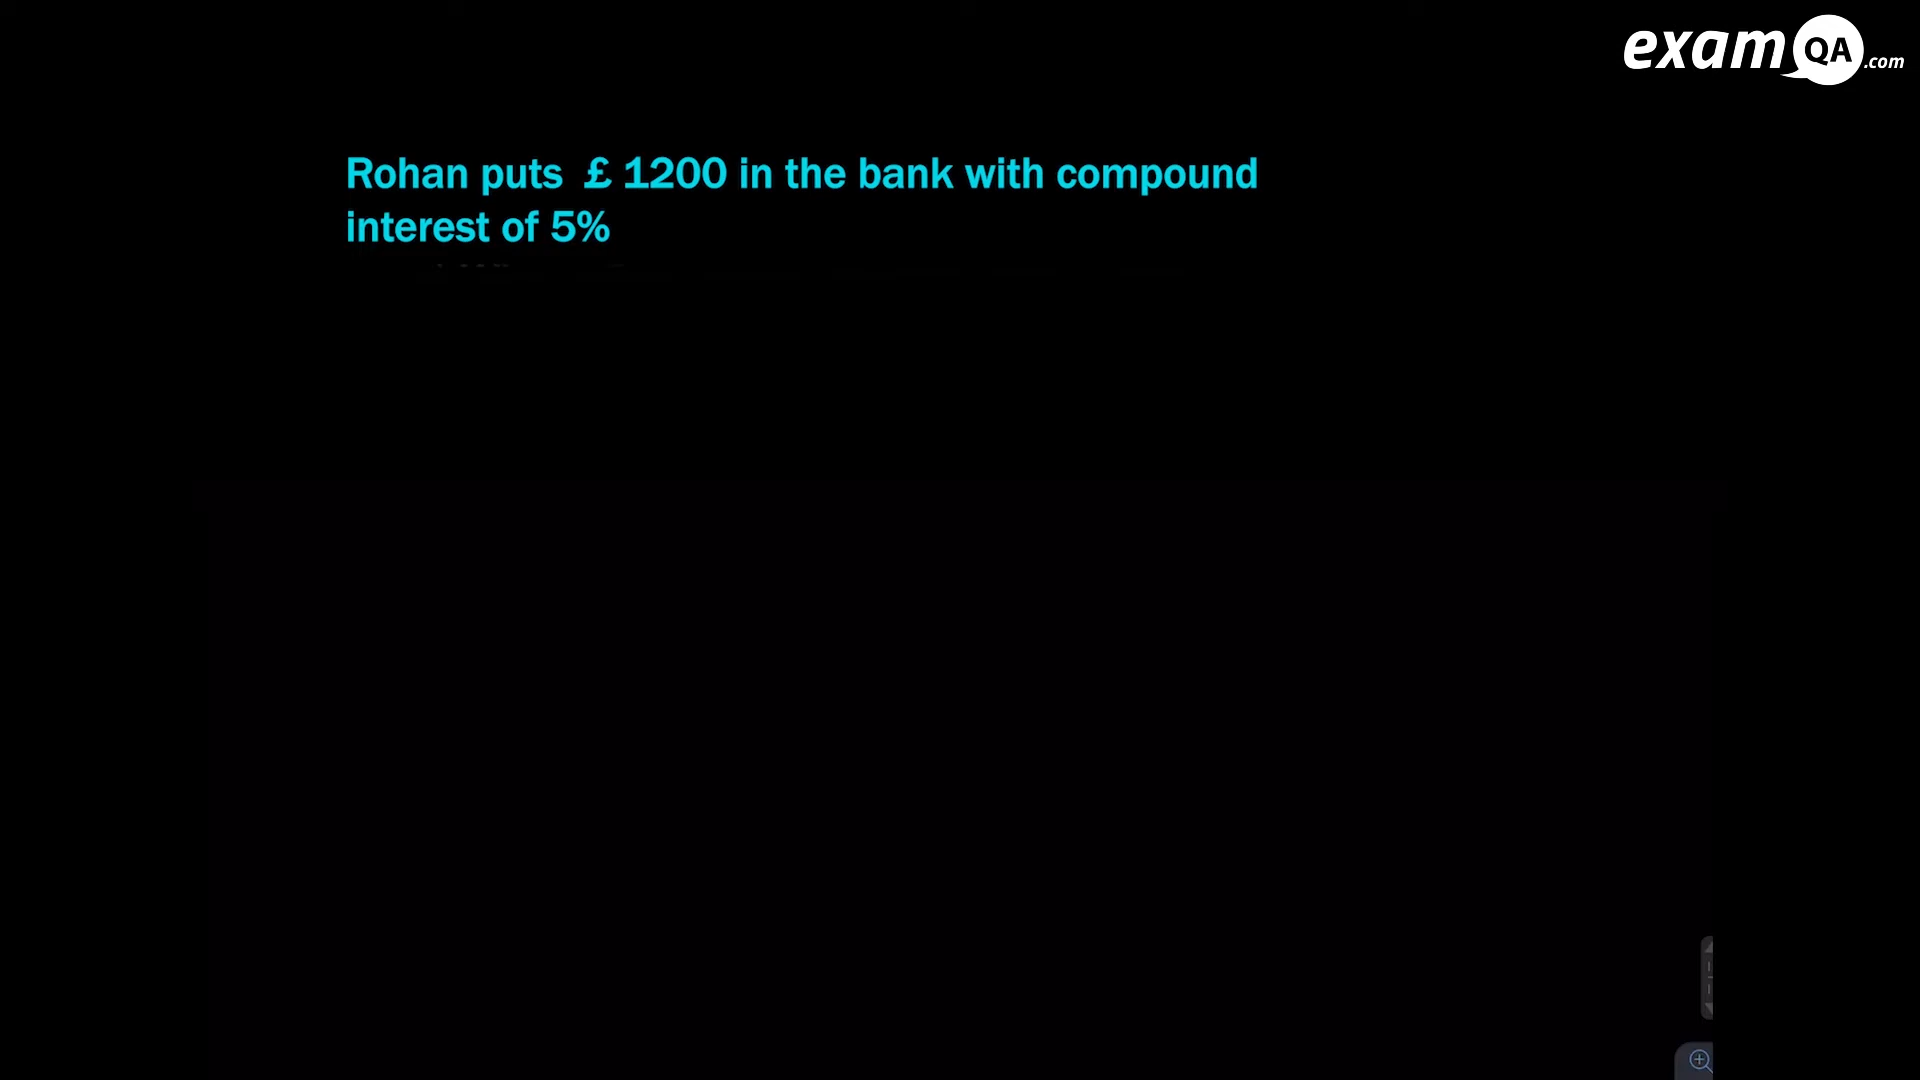 examQA.com
Rohan puts £ 1200 in the bank with compound
interest of 5%